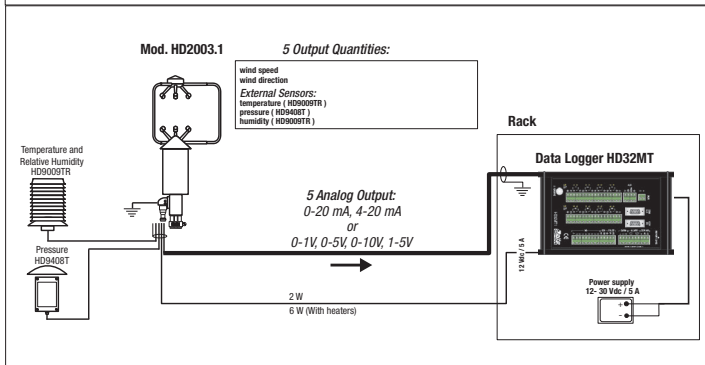 Mod. HD2003.1
5 Output Quantities:
wind speed
wind direction
External Sensors:
temperature ( HD9009TR )
pressure ( HD9408T )
humidity ( HD9009TR )
Rack
Data Logger HD32MT
Temperature and
Relative Humidity
HD9009TR
Pressure
HD9408T
5 Analog Output:
0-20 mA, 4-20 mA
or
0-1V, 0-5V, 0-10V, 1-5V
12 Vdc / 5 A
Power supply
12- 30 Vdc / 5 A
+
-
2 W
6 W (With heaters)